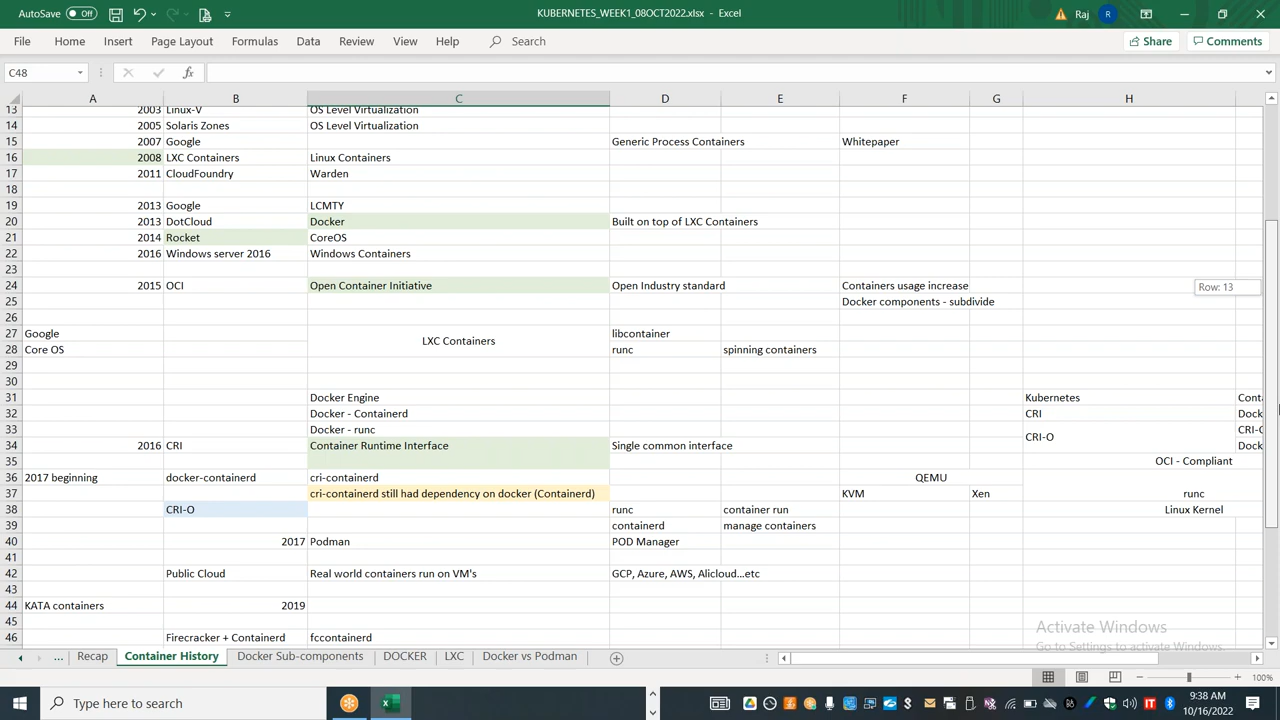 AutoSave Off KUBERNETES_WEEK1_08OCT2022.xlsx - Excel Raj R
File Home Insert Page Layout Formulas Data Review View Help Search Share Comments
C48 fx
A B C D E F G H
13 2003 Linux-V OS Level Virtualization
14 2005 Solaris Zones OS Level Virtualization
15 2007 Google Generic Process Containers Whitepaper
16 2008 LXC Containers Linux Containers
17 2011 CloudFoundry Warden
18
19 2013 Google LCMTY
20 2013 DotCloud Docker Built on top of LXC Containers
21 2014 Rocket CoreOS
22 2016 Windows server 2016 Windows Containers
23
24 2015 OCI Open Container Initiative Open Industry standard Containers usage increase Row: 13
25 Docker components - subdivide
26
27 Google libcontainer
LXC Containers
28 Core OS runc spinning containers
29
30
31 Docker Engine Kubernetes Conta
32 Docker - Containerd CRI Dock
33 Docker - runc CRI-O
CRI-O
34 2016 CRI Container Runtime Interface Single common interface Dock
35 OCI - Compliant
36 2017 beginning docker-containerd cri-containerd QEMU
37 cri-containerd still had dependency on docker (Containerd) KVM Xen runc
38 CRI-O runc container run Linux Kernel
39 containerd manage containers
40 2017 Podman POD Manager
41
42 Public Cloud Real world containers run on VM's GCP, Azure, AWS, Alicloud...etc
43
44 KATA containers 2019
45
46 Firecracker + Containerd fccontainerd
Activate Windows
Go to Settings to activate Windows.
... Recap Container History Docker Sub-components DOCKER LXC Docker vs Podman
100%
Type here to search
9:38 AM
10/16/2022